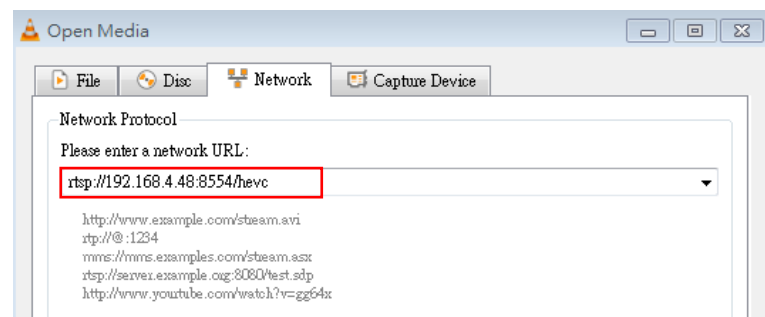 Open Media
File Disc Network Capture Device
Network Protocol
Please enter a network URL:
rtsp://192.168.4.48:8554/hevc
http://www.example.com/stream.avi
rtp://@:1234
mms://mms.examples.com/stream.asx
rtsp://server.example.org:8080/test.sdp
http://www.yourtube.com/watch?v=gg64x